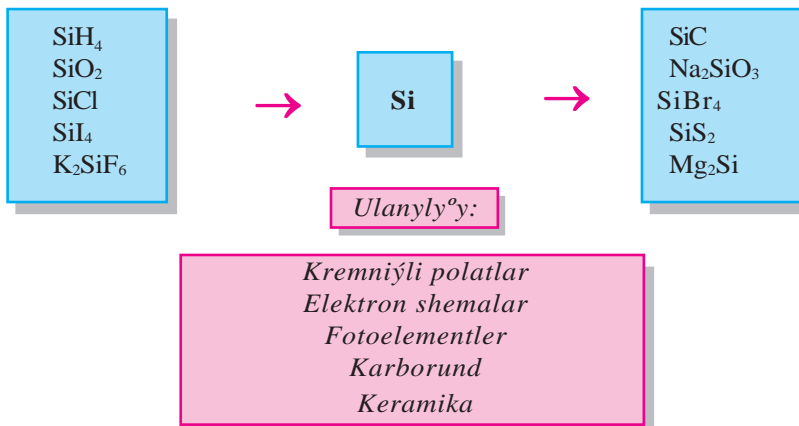 SiH₄
SiO₂
SiCl
SiI₄
K₂SiF₆
Si
SiC
Na₂SiO₃
SiBr₄
SiS₂
Mg₂Si
Ulanylyºy:
Kremniýli polatlar
Elektron shemalar
Fotoelementler
Karborund
Keramika